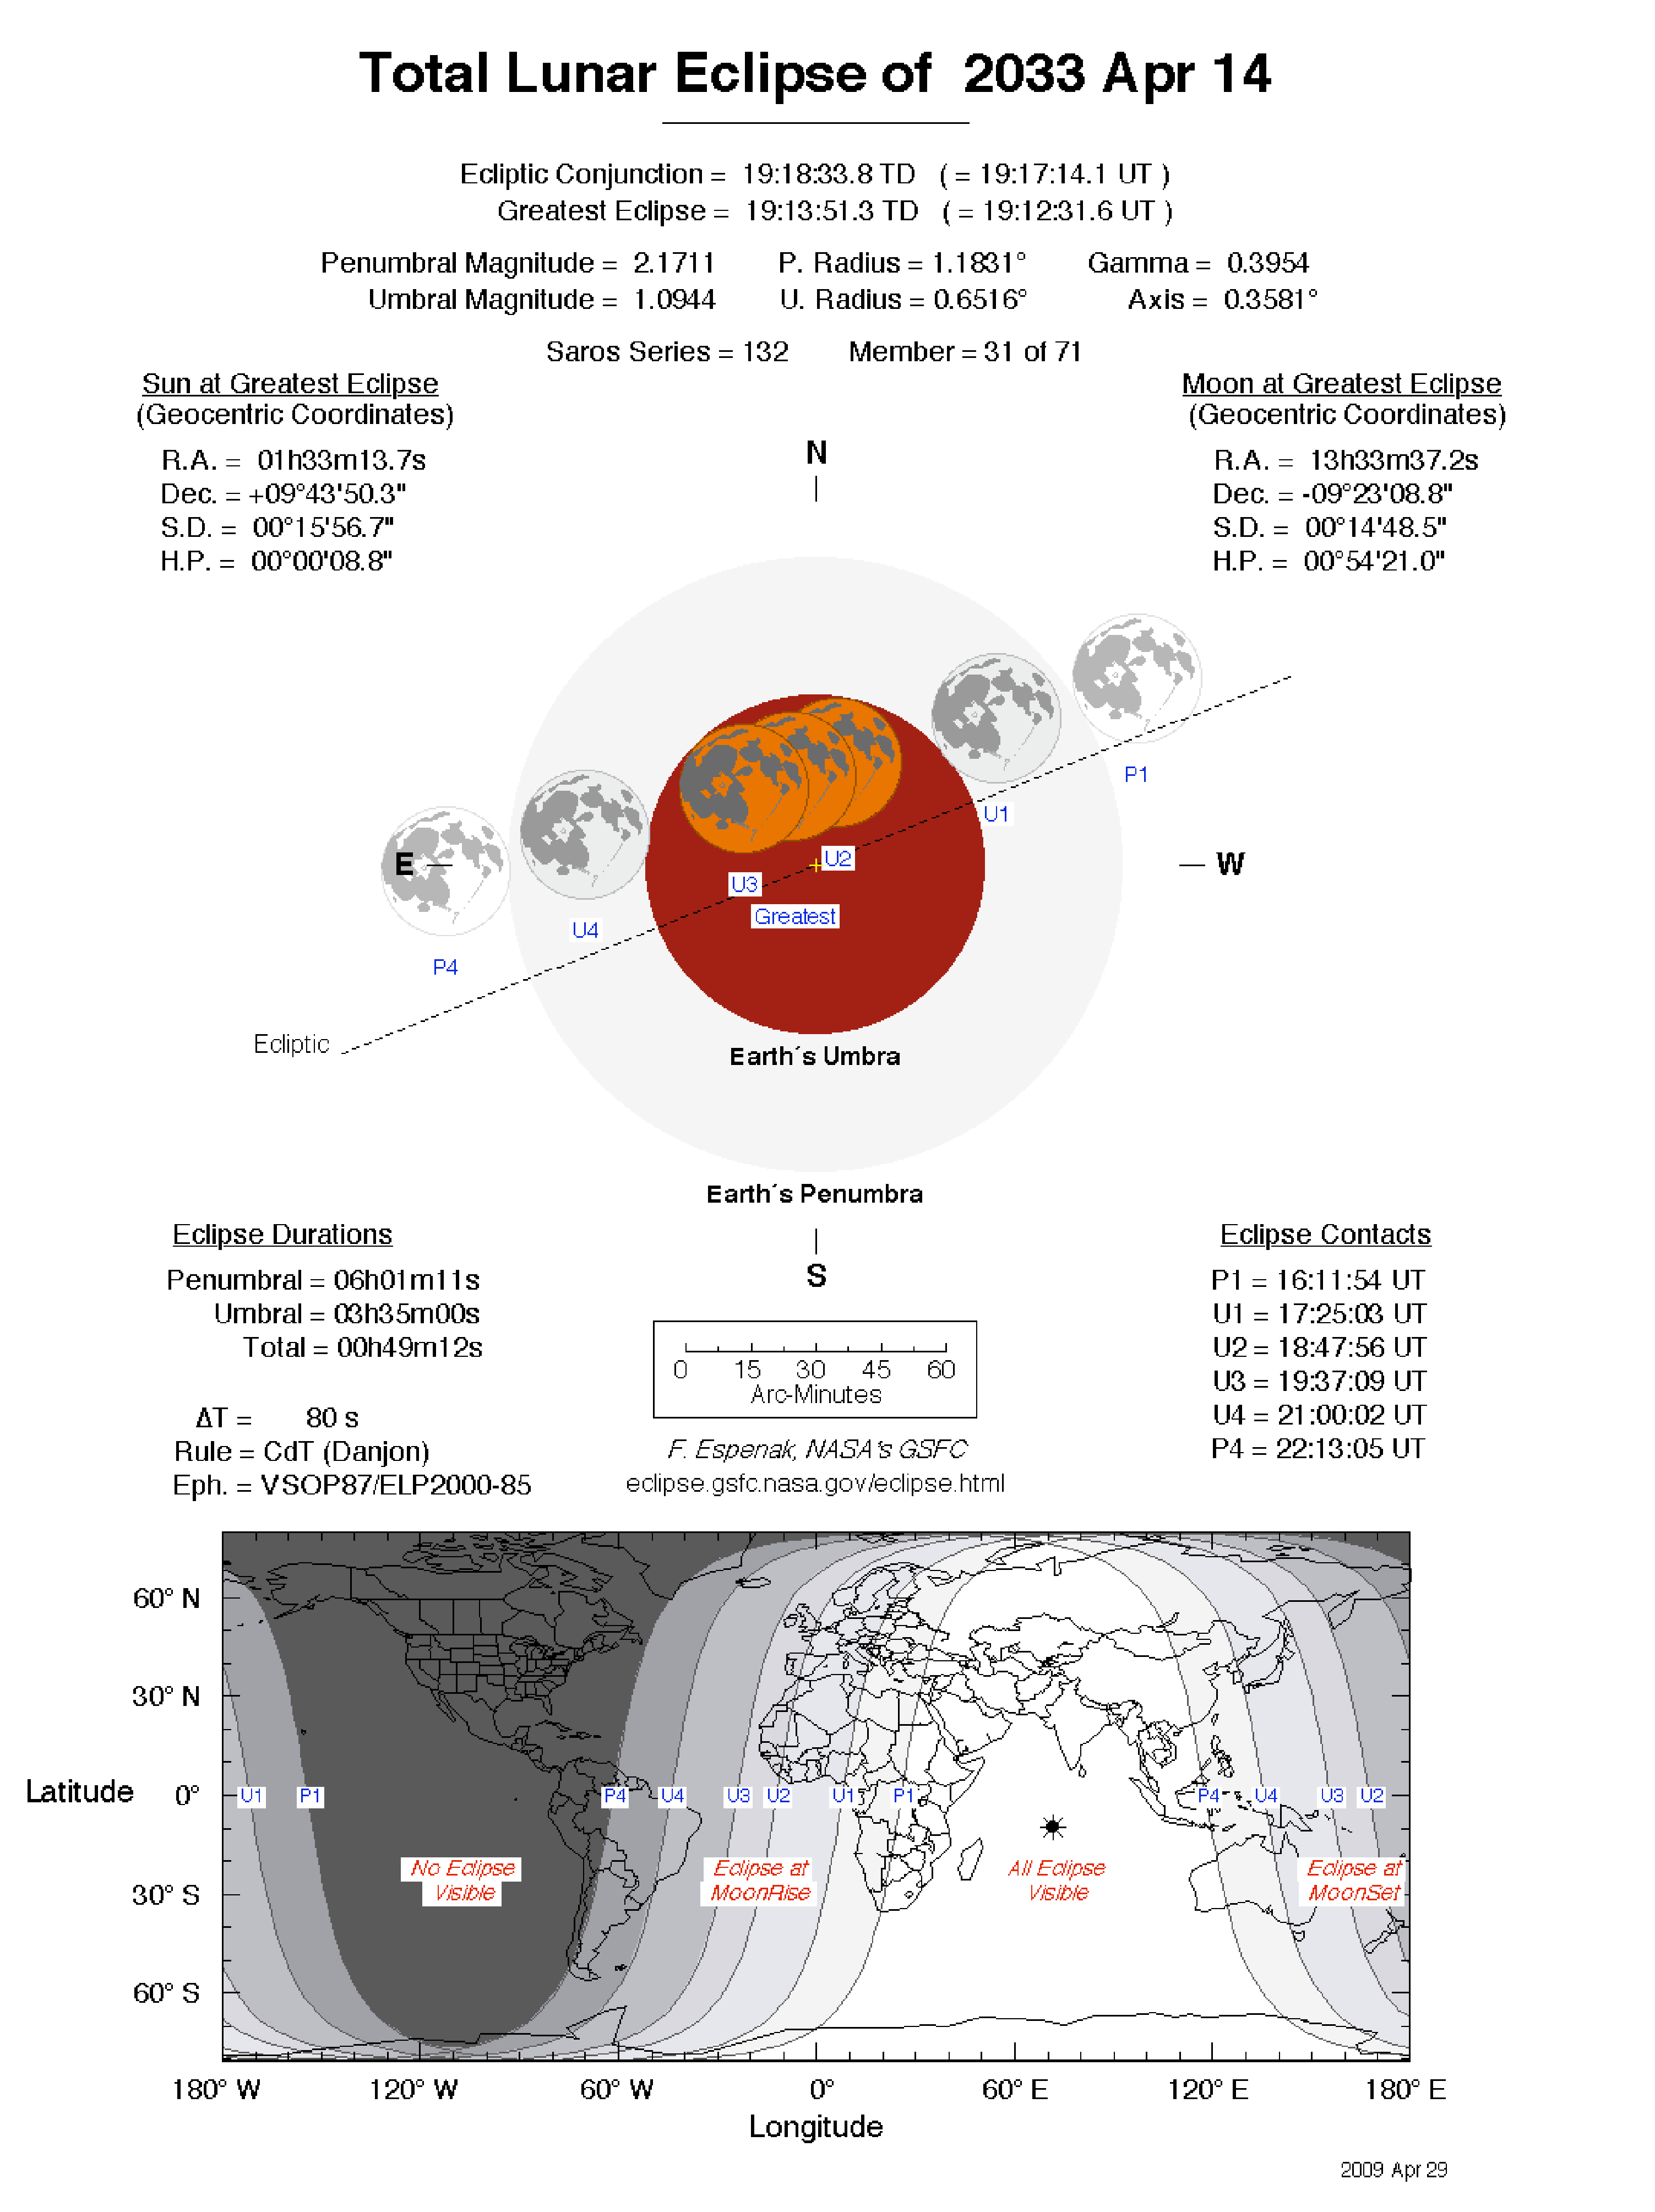 Total Lunar Eclipse of 2033 Apr 14
Ecliptic Conjunction = 19:18:33.8 TD ( = 19:17:14.1 UT )
Greatest Eclipse = 19:13:51.3 TD ( = 19:12:31.6 UT )
Penumbral Magnitude = 2.1711 P. Radius = 1.1831° Gamma = 0.3954
Umbral Magnitude = 1.0944 U. Radius = 0.6516° Axis = 0.3581°
Saros Series = 132 Member = 31 of 71
Sun at Greatest Eclipse
(Geocentric Coordinates)
R.A. = 01h33m13.7s
Dec. = +09°43'50.3"
S.D. = 00°15'56.7"
H.P. = 00°00'08.8"
Moon at Greatest Eclipse
(Geocentric Coordinates)
R.A. = 13h33m37.2s
Dec. = -09°23'08.8"
S.D. = 00°14'48.5"
H.P. = 00°54'21.0"
N
P1
U1
E
U2
W
U3
Greatest
U4
P4
Ecliptic
Earth´s Umbra
Earth´s Penumbra
S
Eclipse Durations
Penumbral = 06h01m11s
Umbral = 03h35m00s
Total = 00h49m12s
ΔT = 80 s
Rule = CdT (Danjon)
Eph. = VSOP87/ELP2000-85
0 15 30 45 60
Arc-Minutes
F. Espenak, NASA's GSFC
eclipse.gsfc.nasa.gov/eclipse.html
Eclipse Contacts
P1 = 16:11:54 UT
U1 = 17:25:03 UT
U2 = 18:47:56 UT
U3 = 19:37:09 UT
U4 = 21:00:02 UT
P4 = 22:13:05 UT
60° N
30° N
Latitude 0°
30° S
60° S
U1 P1 P4 U4 U3 U2 U1 P1 P4 U4 U3 U2
No Eclipse
Visible
Eclipse at
MoonRise
All Eclipse
Visible
Eclipse at
MoonSet
180° W 120° W 60° W 0° 60° E 120° E 180° E
Longitude
2009 Apr 29